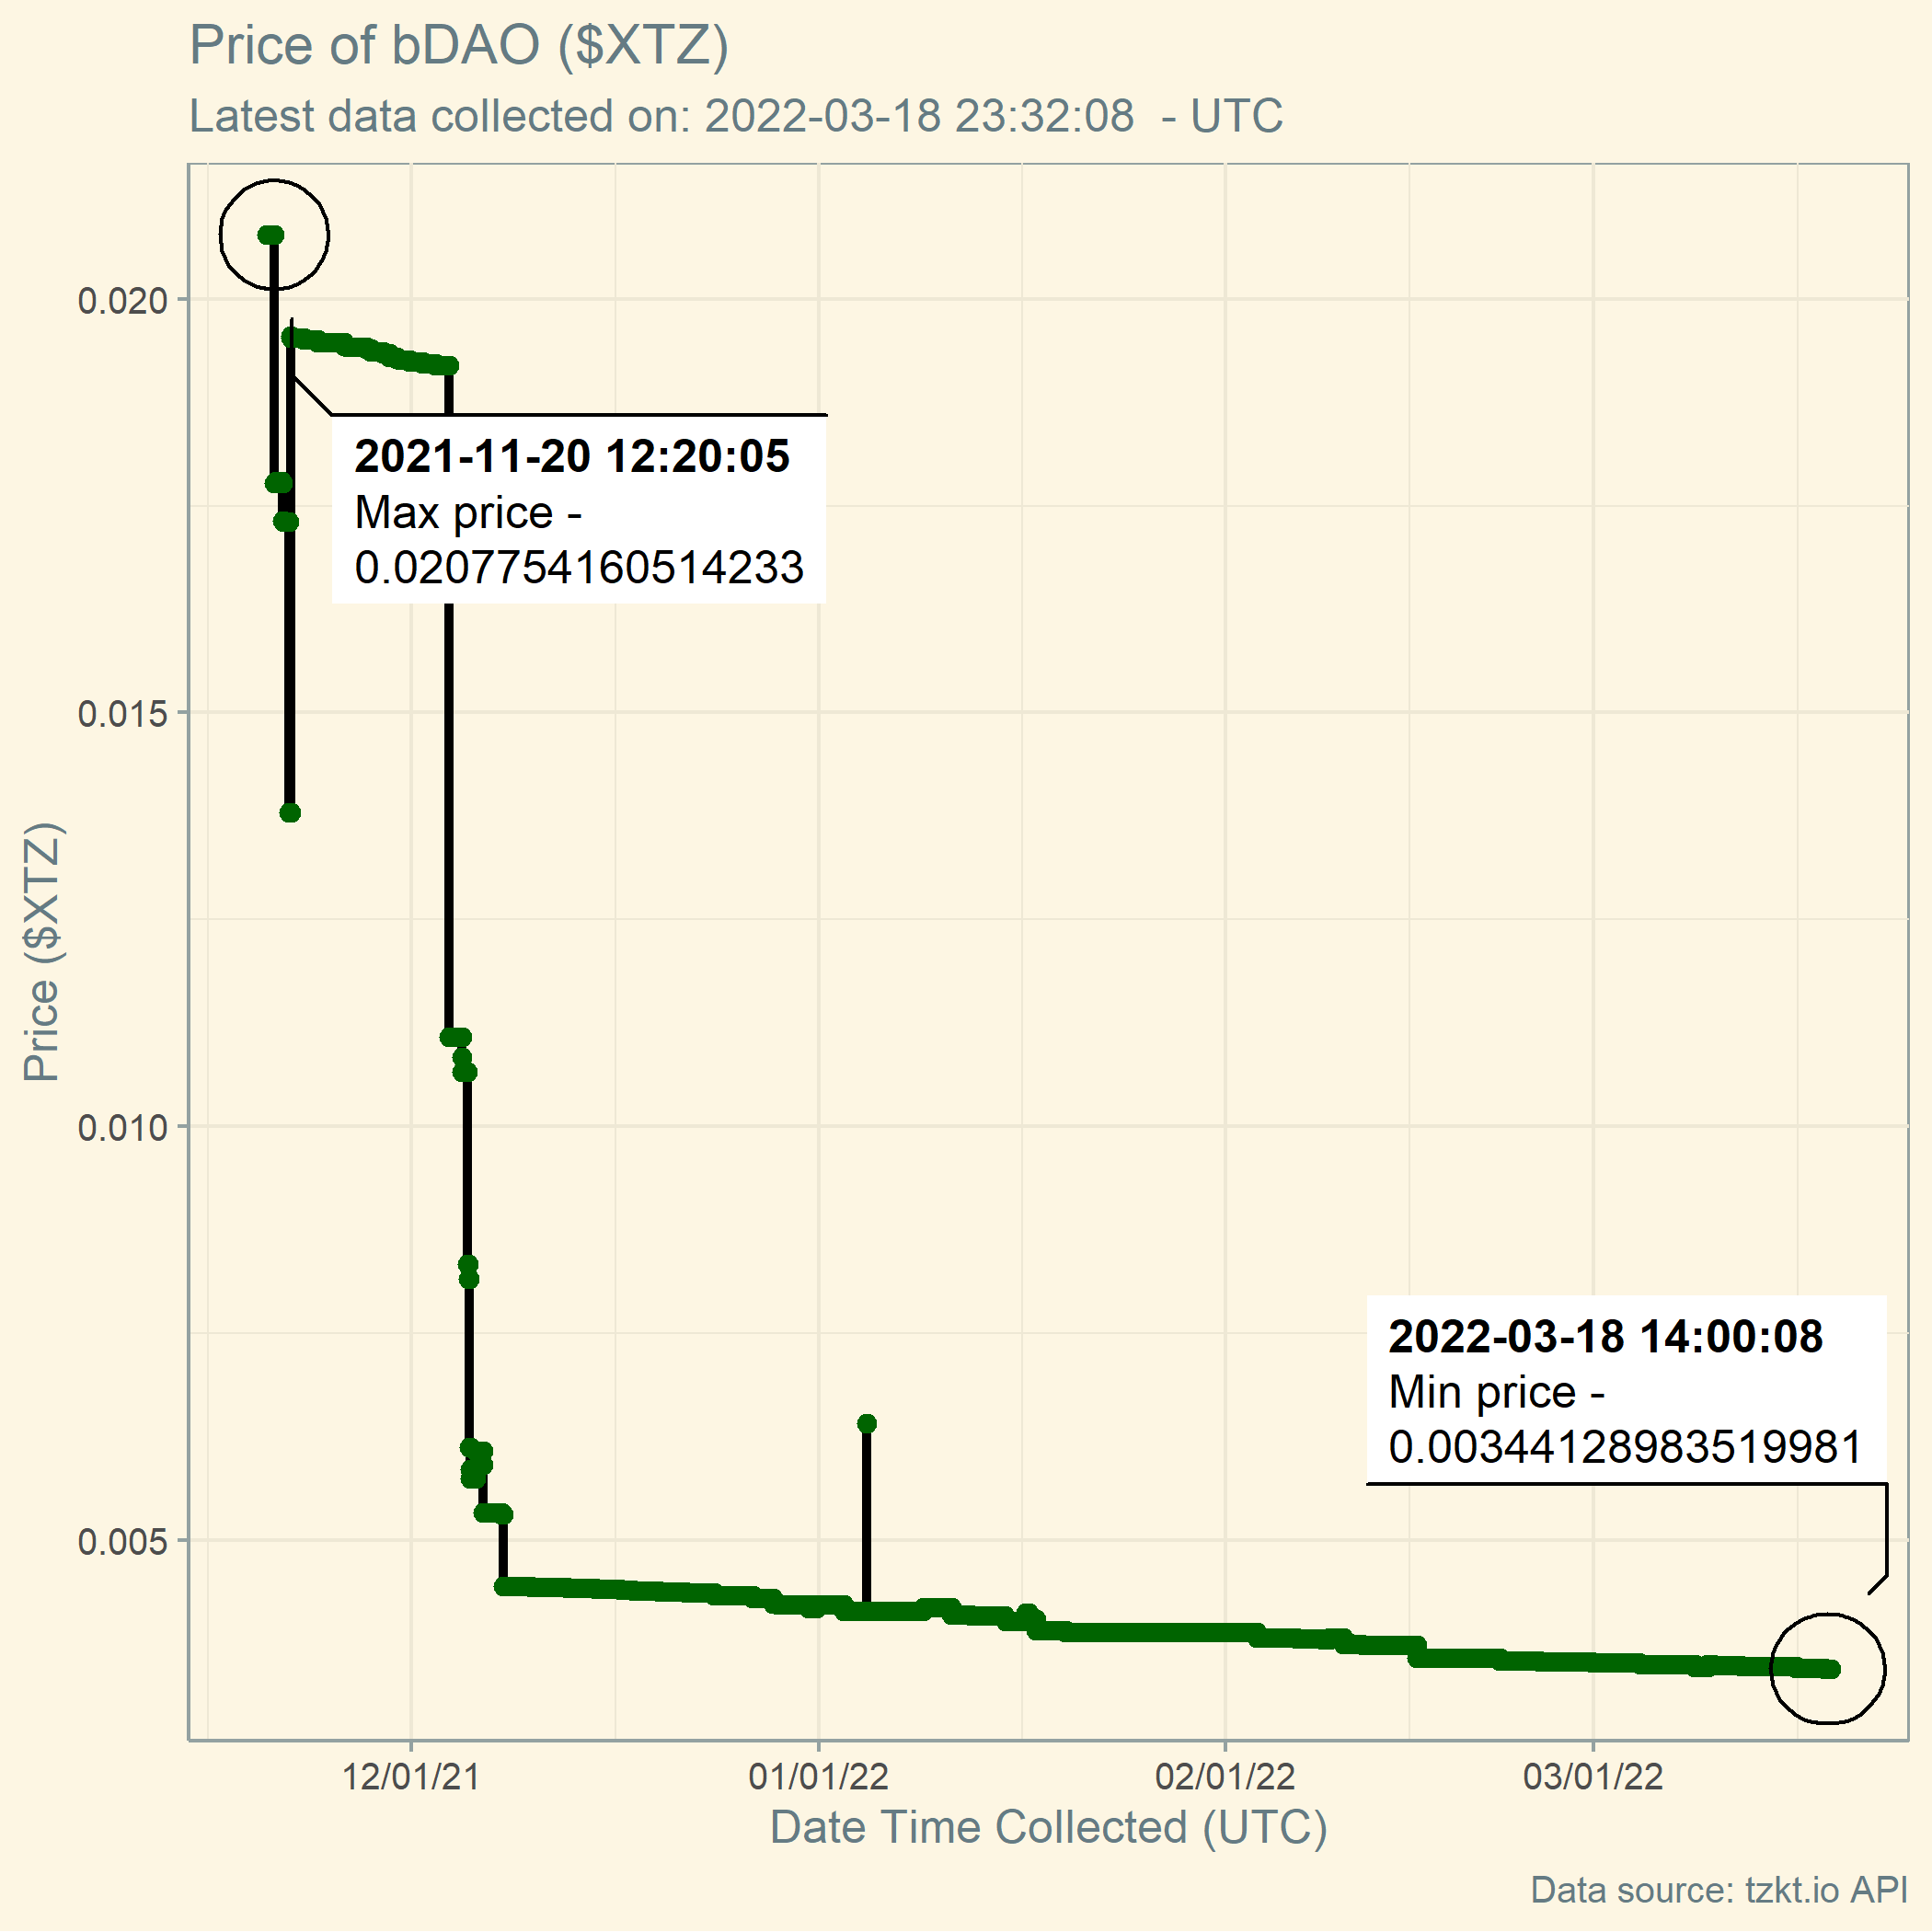 Price of bDAO ($XTZ)
Latest data collected on: 2022-03-18 23:32:08  - UTC
0.020
0.015
0.010
0.005
Price ($XTZ)
2021-11-20 12:20:05
Max price -
0.0207754160514233
2022-03-18 14:00:08
Min price -
0.00344128983519981
12/01/21
01/01/22
02/01/22
03/01/22
Date Time Collected (UTC)
Data source: tzkt.io API